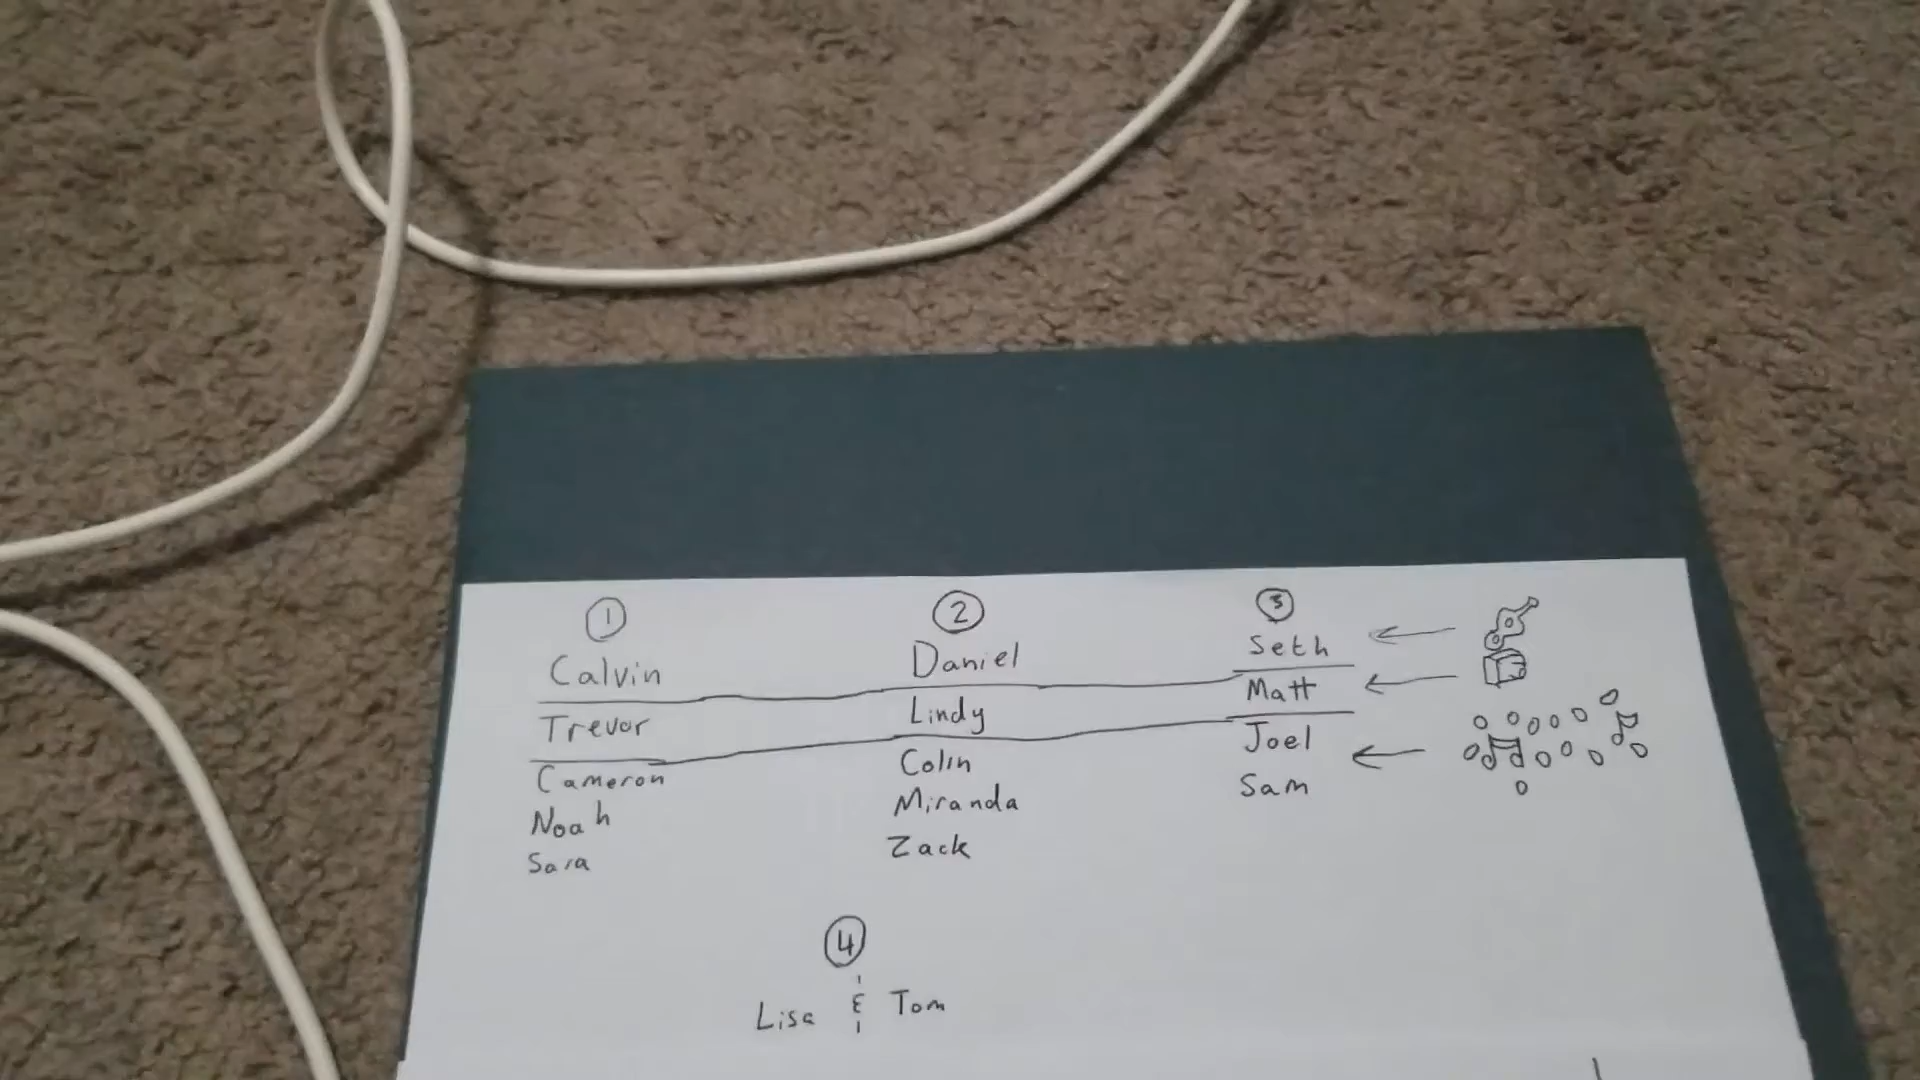 1 2 3
Calvin Daniel Seth
Trevor Lindy Matt
Cameron Colin Joel
Noah Miranda Sam
Sara Zack
4
Lisa & Tom